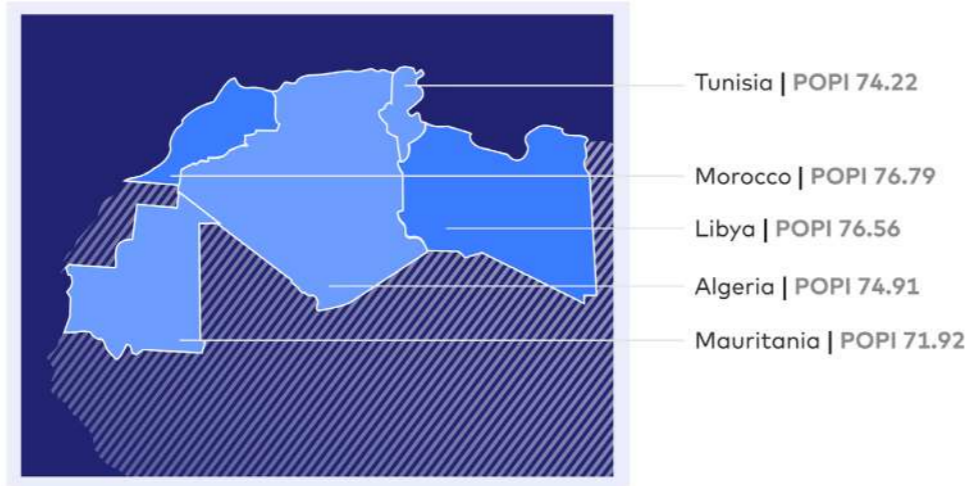 Tunisia | POPI 74.22
Morocco | POPI 76.79
Libya | POPI 76.56
Algeria | POPI 74.91
Mauritania | POPI 71.92